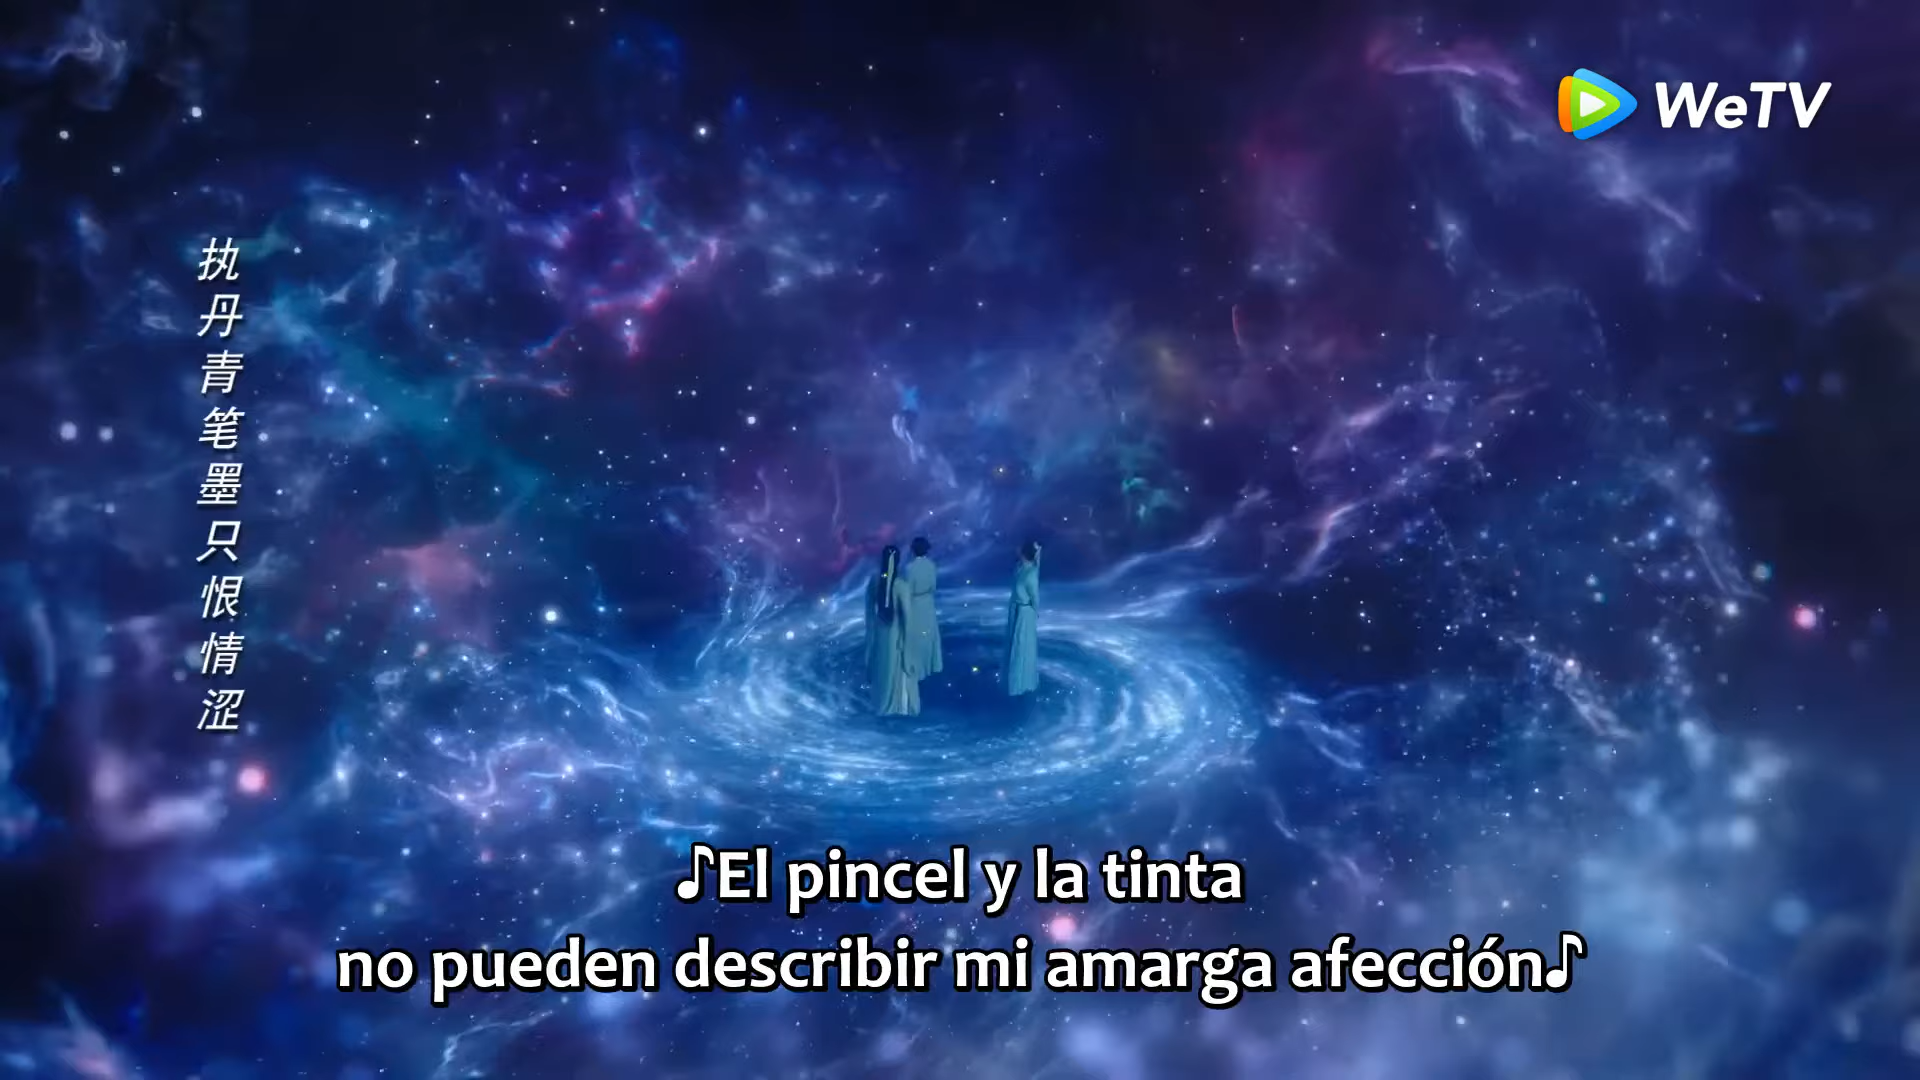 WeTV
执丹青笔墨只恨情涩
♪El pincel y la tinta
no pueden describir mi amarga afección♪